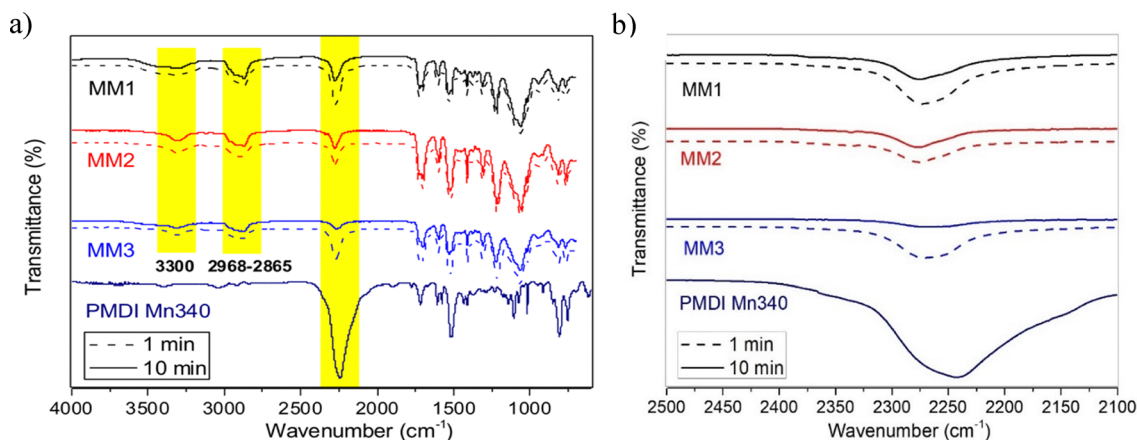 a)
Transmittance (%)
MM1
MM2
MM3
3300
2968-2865
PMDI Mn340
1 min
10 min
4000 3500 3000 2500 2000 1500 1000
Wavenumber (cm⁻¹)
b)
Transmittance (%)
MM1
MM2
MM3
PMDI Mn340
1 min
10 min
2500 2450 2400 2350 2300 2250 2200 2150 2100
Wavenumber (cm⁻¹)